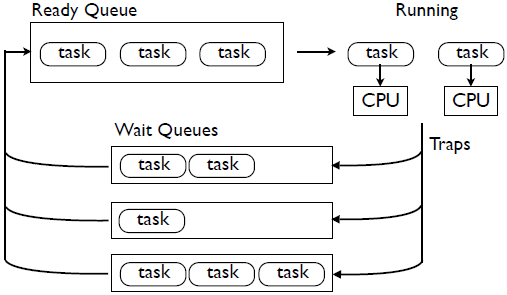 Ready Queue
Running
task task task
task task
CPU CPU
Wait Queues
Traps
task task
task
task task task